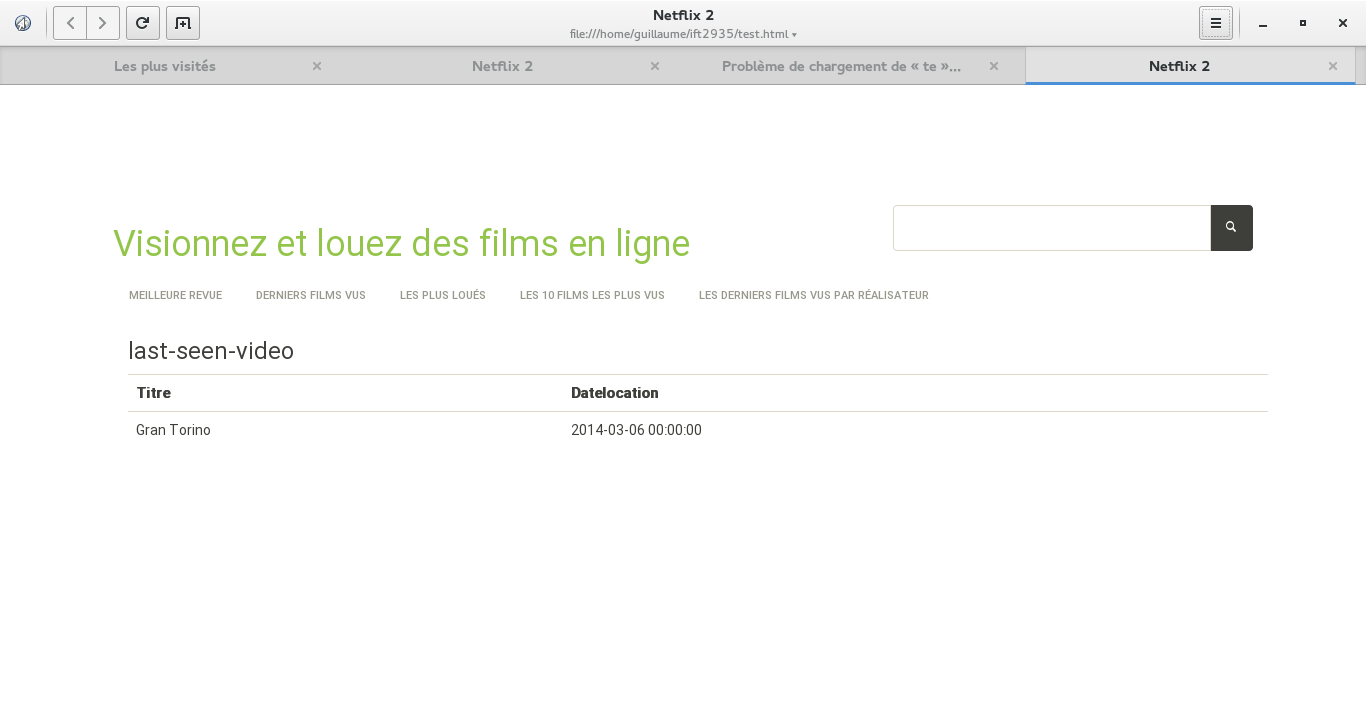 Netflix 2
file:///home/guillaume/ift2935/test.html
Les plus visités
Netflix 2
Problème de chargement de « te »...
Netflix 2
Visionnez et louez des films en ligne
MEILLEURE REVUE
DERNIERS FILMS VUS
LES PLUS LOUÉS
LES 10 FILMS LES PLUS VUS
LES DERNIERS FILMS VUS PAR RÉALISATEUR
last-seen-video
Titre
Datelocation
Gran Torino
2014-03-06 00:00:00